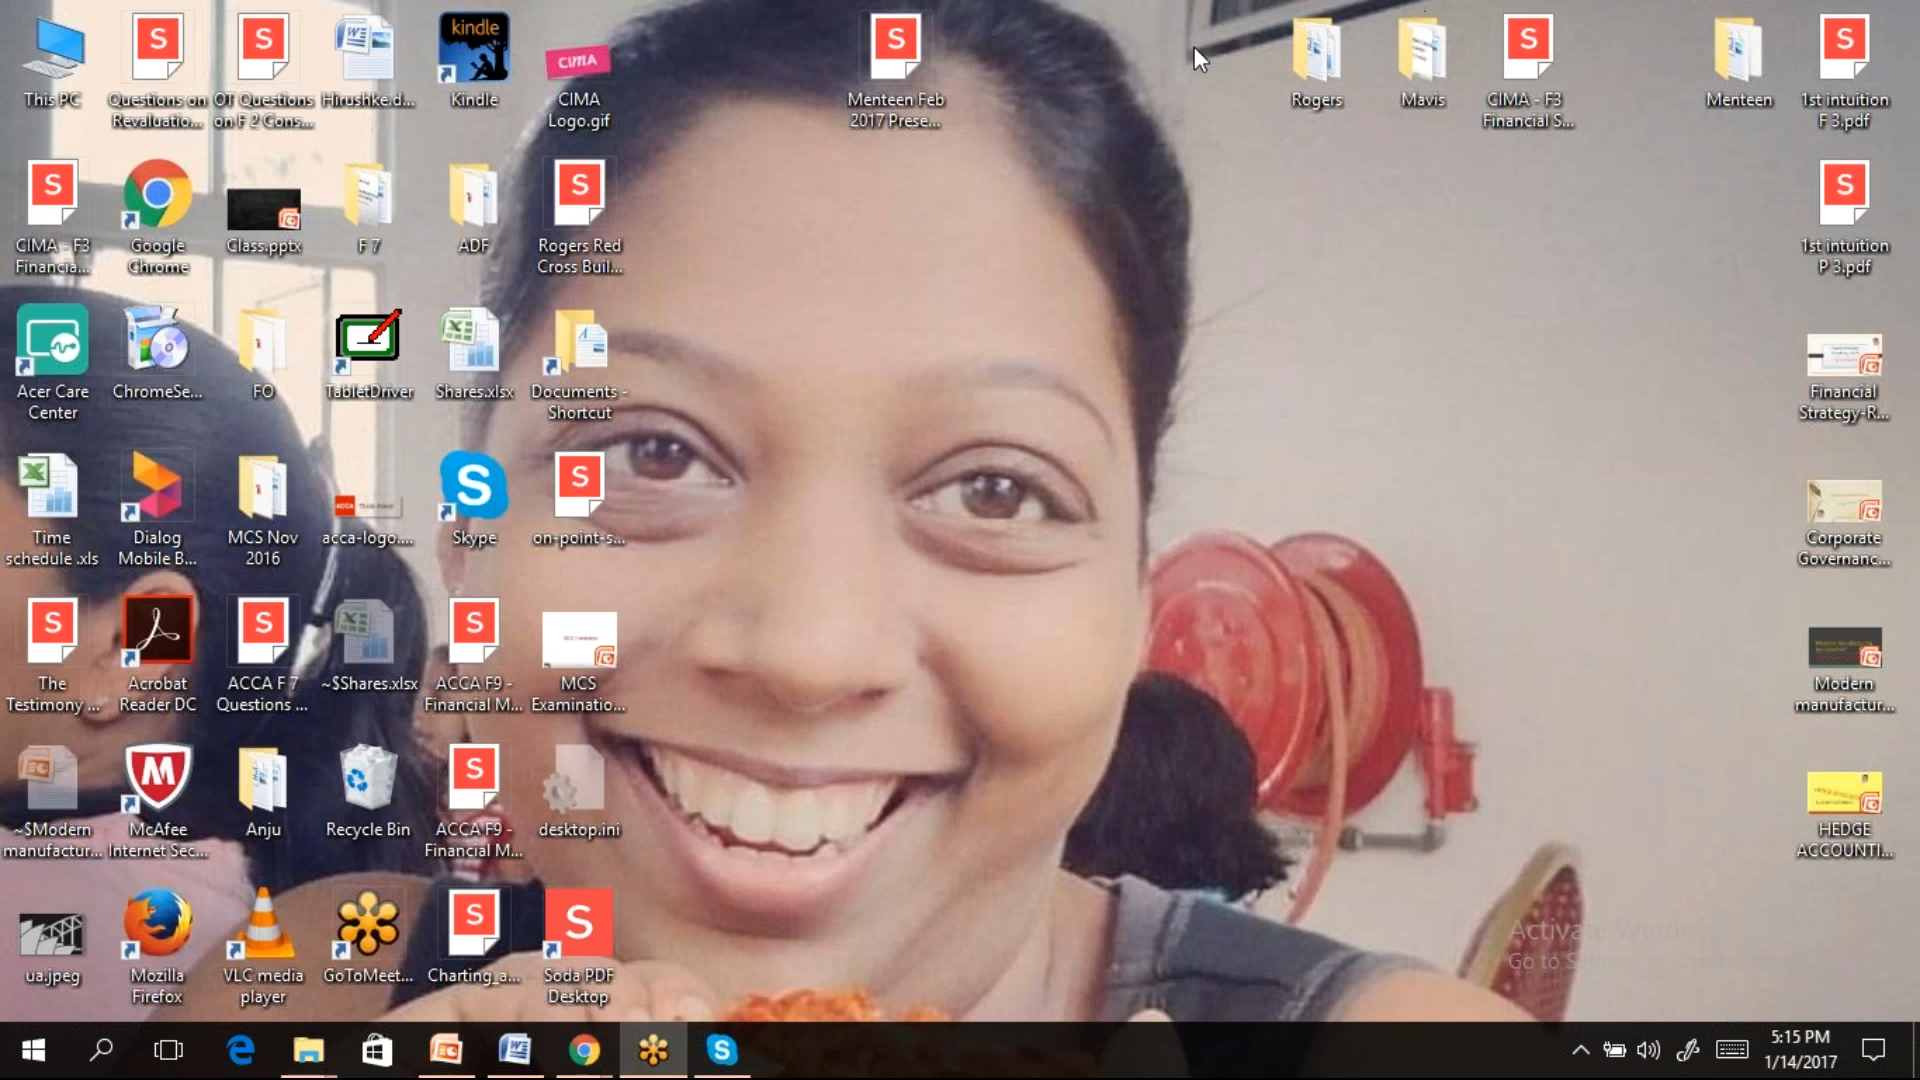 This PC
Questions on
Revaluatio...
OT Questions
on F 2 Cons...
Hirushke.d...
kindle
Kindle
CIMA
CIMA
Logo.gif
Menteen Feb
2017 Prese...
Rogers
Mavis
CIMA - F3
Financial S...
Menteen
1st intuition
F 3.pdf
CIMA - F3
Financia...
Google
Chrome
Class.pptx
F 7
ADF
Rogers Red
Cross Buil...
1st intuition
P 3.pdf
Acer Care
Center
ChromeSe...
FO
TabletDriver
Shares.xlsx
Documents -
Shortcut
Financial
Strategy-R...
Time
schedule .xls
Dialog
Mobile B...
MCS Nov
2016
acca-logo....
Skype
on-point-s...
Corporate
Governanc...
The
Testimony ...
Acrobat
Reader DC
ACCA F 7
Questions ...
~$Shares.xlsx
ACCA F9 -
Financial M...
MCS
Examinatio...
Modern
manufactur...
~$Modern
manufactur...
McAfee
Internet Sec...
Anju
Recycle Bin
ACCA F9 -
Financial M...
desktop.ini
HEDGE
ACCOUNTI...
ua.jpeg
Mozilla
Firefox
VLC media
player
GoToMeet...
Charting_a...
Soda PDF
Desktop
Activate Windows
Go to
5:15 PM
1/14/2017